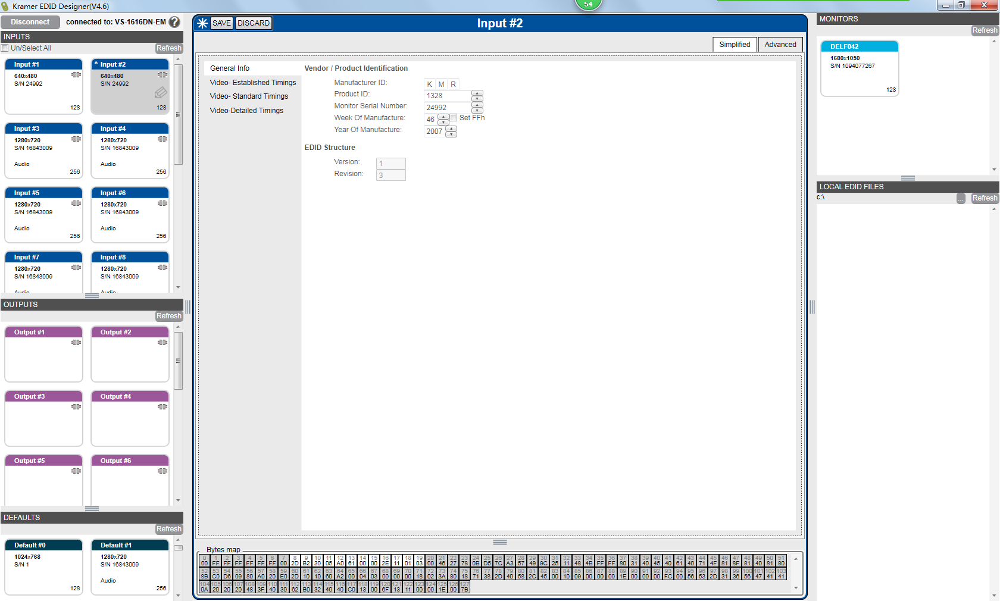 Kramer EDID Designer(V4.6)
54
Disconnect
connected to: VS-1616DN-EM
?
INPUTS
Un/Select All
Refresh
Input #1
640x480
S/N 24992
128
* Input #2
640x480
S/N 24992
128
Input #3
1280x720
S/N 16843009
Audio
256
Input #4
1280x720
S/N 16843009
Audio
256
Input #5
1280x720
S/N 16843009
Audio
256
Input #6
1280x720
S/N 16843009
Audio
256
Input #7
1280x720
S/N 16843009
Audio
Input #8
1280x720
S/N 16843009
Audio
OUTPUTS
Refresh
Output #1
Output #2
Output #3
Output #4
Output #5
Output #6
DEFAULTS
Refresh
Default #0
1024x768
S/N 1
128
Default #1
1280x720
S/N 16843009
Audio
256
SAVE
DISCARD
Input #2
Simplified
Advanced
General Info
Video- Established Timings
Video- Standard Timings
Video-Detailed Timings
Vendor / Product Identification
Manufacturer ID: K M R
Product ID: 1328
Monitor Serial Number: 24992
Week Of Manufacture: 46 Set FFh
Year Of Manufacture: 2007
EDID Structure
Version: 1
Revision: 3
Bytes map
0 1 2 3 4 5 6 7 8 9 10 11 12 13 14 15 16 17 18 19 20 21 22 23 24 25 26 27 28 29 30 31 32 33 34 35 36 37 38 39 40 41 42 43 44 45 46 47 48 49 50 51
00 FF FF FF FF FF FF 00 2D B2 30 05 A0 61 00 00 2E 11 01 03 00 46 27 78 0B D5 7C A3 57 49 9C 25 11 48 4B FF FF 80 31 40 45 40 61 40 71 4F 81 8F 81 40 81 80
52 53 54 55 56 57 58 59 60 61 62 63 64 65 66 67 68 69 70 71 72 73 74 75 76 77 78 79 80 81 82 83 84 85 86 87 88 89 90 91 92 93 94 95 96 97 98 99 100 101 102 103
8B C0 D6 09 80 A0 20 E0 2D 10 10 60 A2 00 04 03 00 00 00 18 02 3A 80 18 71 38 2D 40 58 2C 45 00 10 09 00 00 00 1E 00 00 00 FC 00 56 53 2D 31 36 56 47 41 41
104 105 106 107 108 109 110 111 112 113 114 115 116 117 118 119 120 121 122 123 124 125 126 127
0A 20 20 20 48 3F 40 30 62 B0 32 40 40 C0 13 00 6F 13 11 00 00 1E 00 7B
MONITORS
Refresh
DELF042
1680x1050
S/N 1094077267
128
LOCAL EDID FILES
c:\
...
Refresh